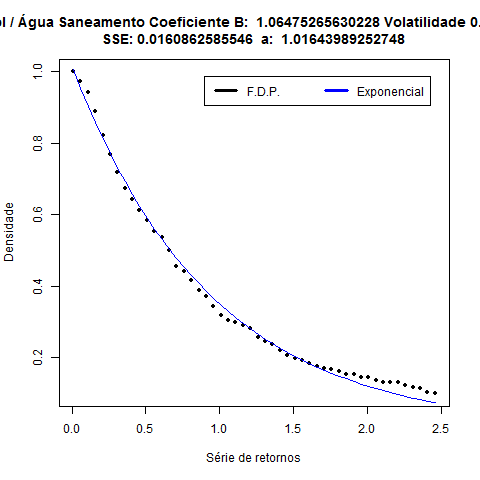 / Água Saneamento Coeficiente B: 1.06475265630228 Volatilidade 0.
SSE: 0.0160862585546 a: 1.01643989252748
F.D.P.
Exponencial
Densidade
1.0
0.8
0.6
0.4
0.2
0.0 0.5 1.0 1.5 2.0 2.5
Série de retornos